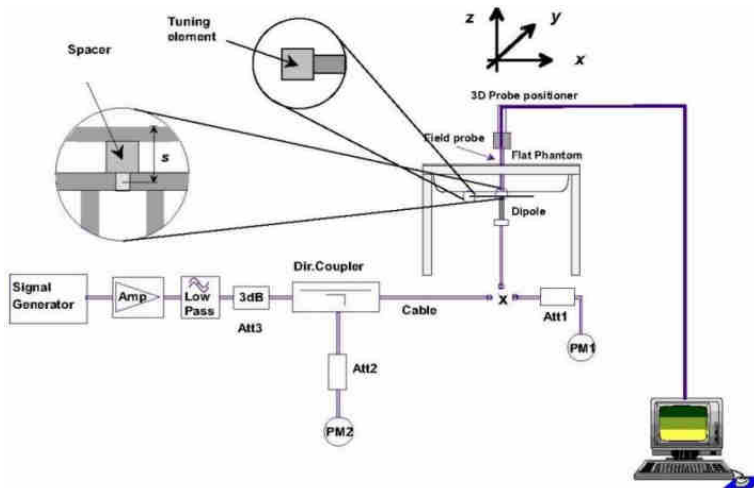 Tuning
element
Spacer
s
z
y
x
3D Probe positioner
Field probe
Flat Phantom
Dipole
Dir.Coupler
Signal
Generator
Amp
Low
Pass
3dB
Att3
Cable
x
Att1
PM1
Att2
PM2